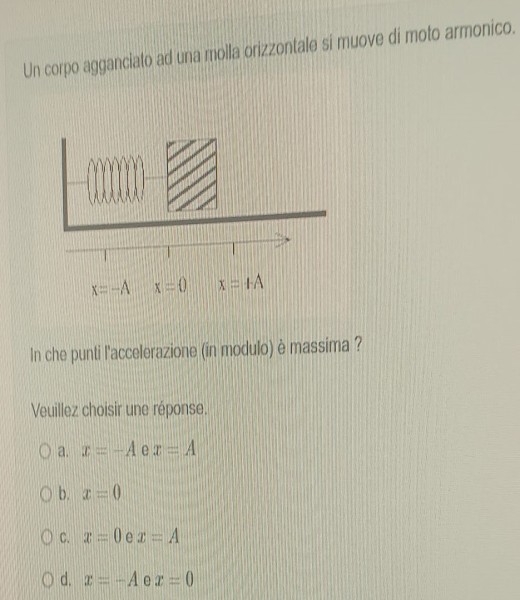 Un corpo agganciato ad una molla orizzontale si muove di moto armonico.
x=-A x=0 x=+A
In che punti l'accelerazione (in modulo) è massima ?
Veuillez choisir une réponse.
a. x = -A e x = A
b. x = 0
c. x = 0 e x = A
d. x = -A e x = 0